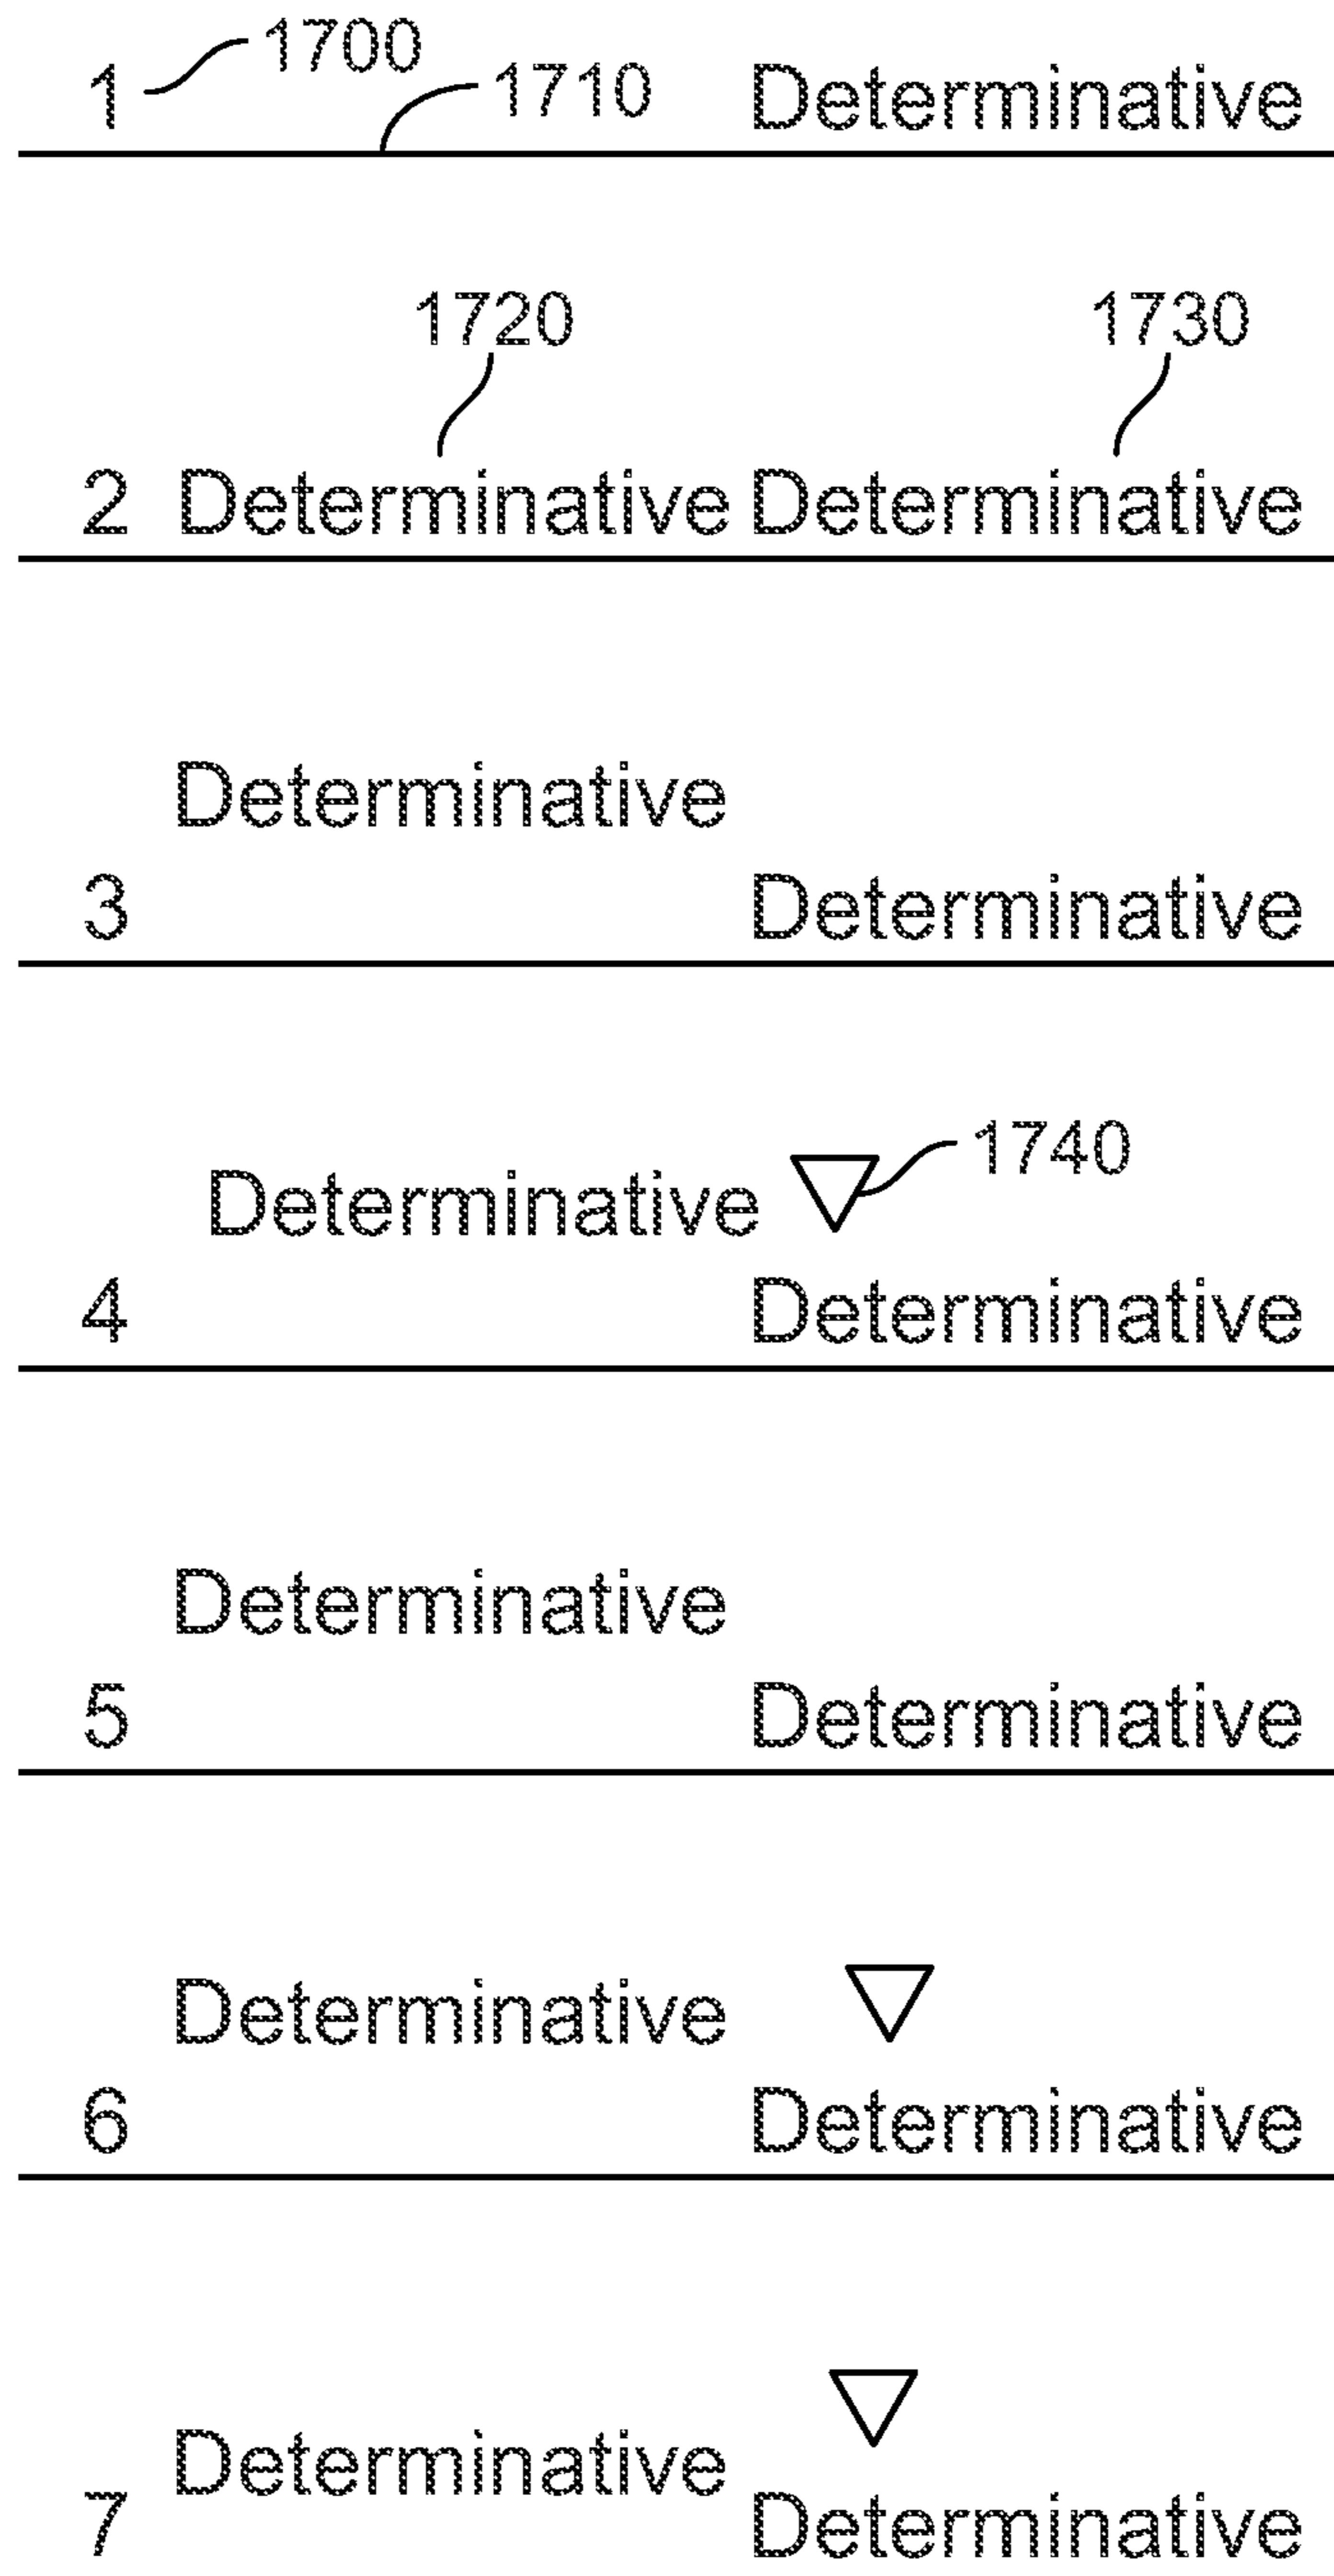 1700
1 1710 Determinative
1720 1730
2 Determinative Determinative
Determinative
3 Determinative
1740
Determinative
4 Determinative
Determinative
5 Determinative
Determinative
6 Determinative
Determinative
7 Determinative